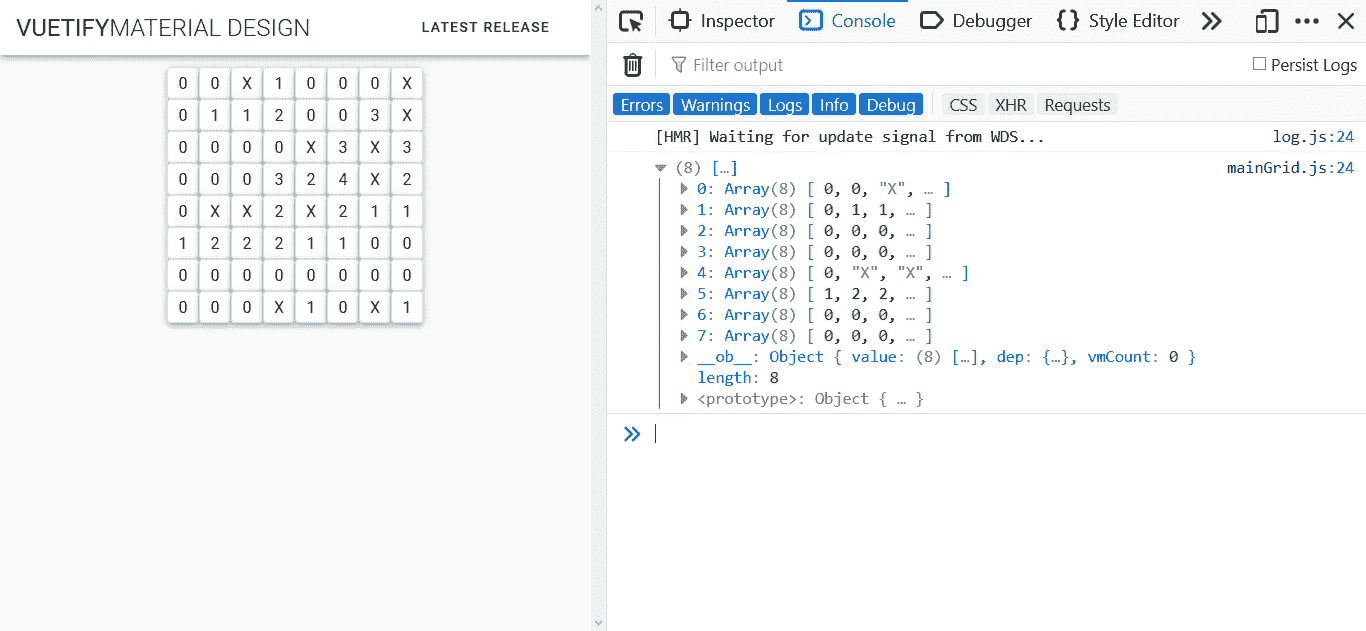 VUETIFYMATERIAL DESIGN LATEST RELEASE
0 0 X 1 0 0 0 X
0 1 1 2 0 0 3 X
0 0 0 0 X 3 X 3
0 0 0 3 2 4 X 2
0 X X 2 X 2 1 1
1 2 2 2 1 1 0 0
0 0 0 0 0 0 0 0
0 0 0 X 1 0 X 1
Inspector Console Debugger {} Style Editor
Filter output Persist Logs
Errors Warnings Logs Info Debug CSS XHR Requests
[HMR] Waiting for update signal from WDS... log.js:24
(8) […] mainGrid.js:24
0: Array(8) [ 0, 0, "X", … ]
1: Array(8) [ 0, 1, 1, … ]
2: Array(8) [ 0, 0, 0, … ]
3: Array(8) [ 0, 0, 0, … ]
4: Array(8) [ 0, "X", "X", … ]
5: Array(8) [ 1, 2, 2, … ]
6: Array(8) [ 0, 0, 0, … ]
7: Array(8) [ 0, 0, 0, … ]
__ob__: Object { value: (8) […], dep: {…}, vmCount: 0 }
length: 8
<prototype>: Object { … }